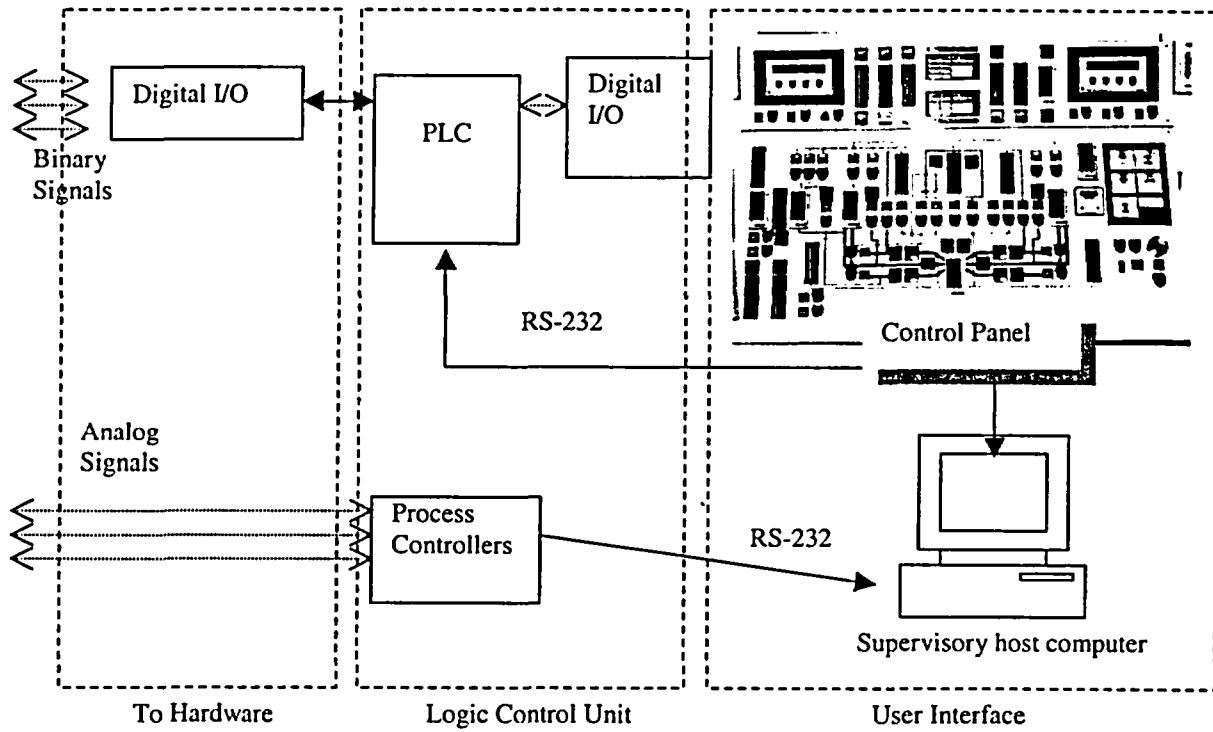 Digital I/O
PLC
Digital
I/O
Binary
Signals
RS-232
Control Panel
Analog
Signals
Process
Controllers
RS-232
Supervisory host computer
To Hardware
Logic Control Unit
User Interface